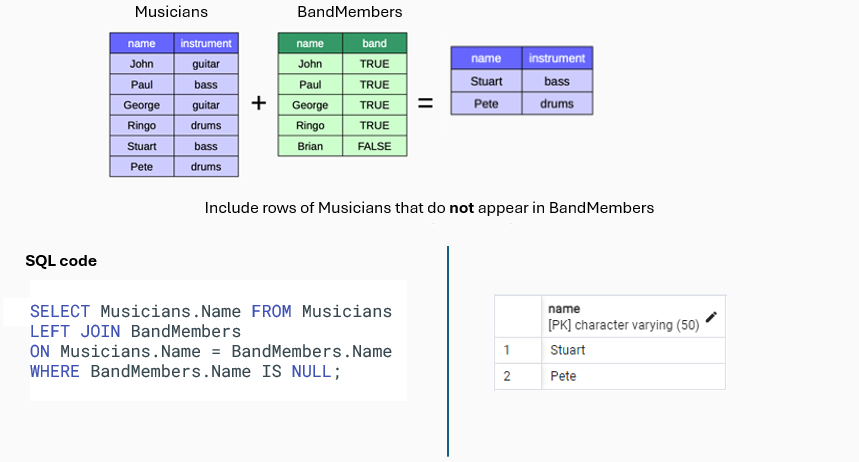 Musicians
BandMembers
name instrument
John guitar
Paul bass
George guitar
Ringo drums
Stuart bass
Pete drums
+
name band
John TRUE
Paul TRUE
George TRUE
Ringo TRUE
Brian FALSE
=
name instrument
Stuart bass
Pete drums
Include rows of Musicians that do not appear in BandMembers
SQL code
SELECT Musicians.Name FROM Musicians
LEFT JOIN BandMembers
ON Musicians.Name = BandMembers.Name
WHERE BandMembers.Name IS NULL;
name
[PK] character varying (50)
1 Stuart
2 Pete